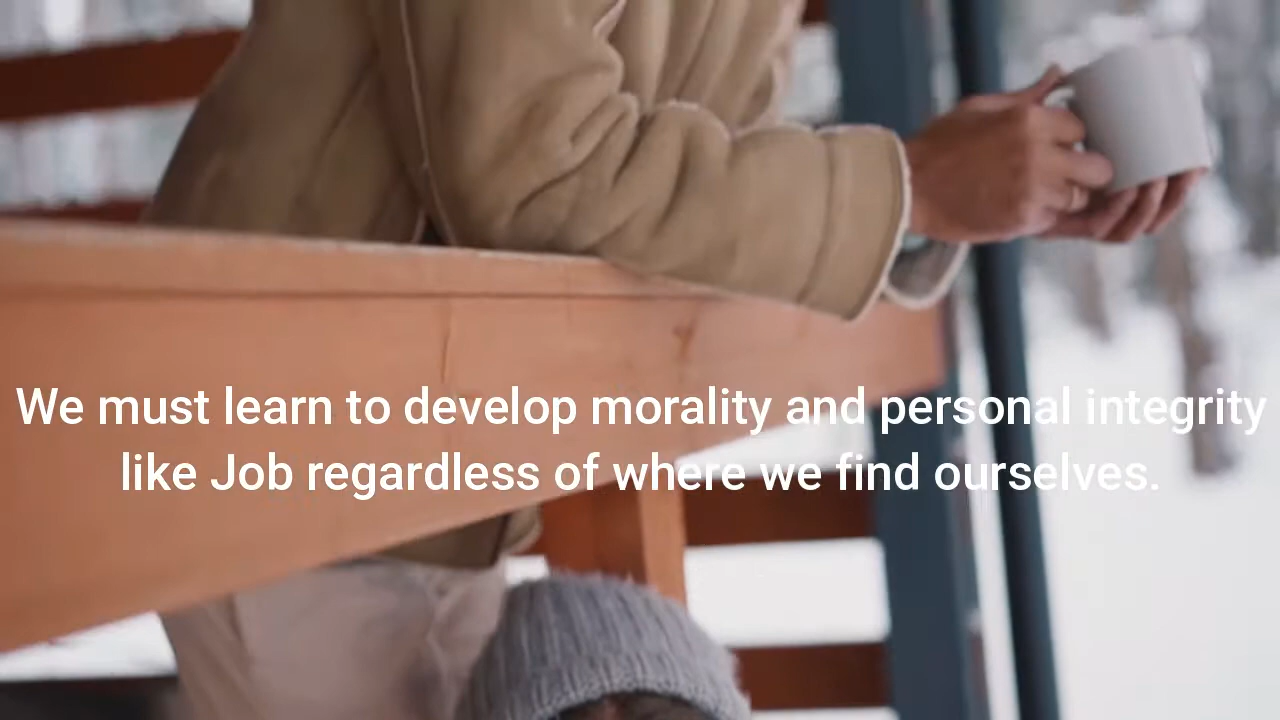 We must learn to develop morality and personal integrity
like Job regardless of where we find ourselves.